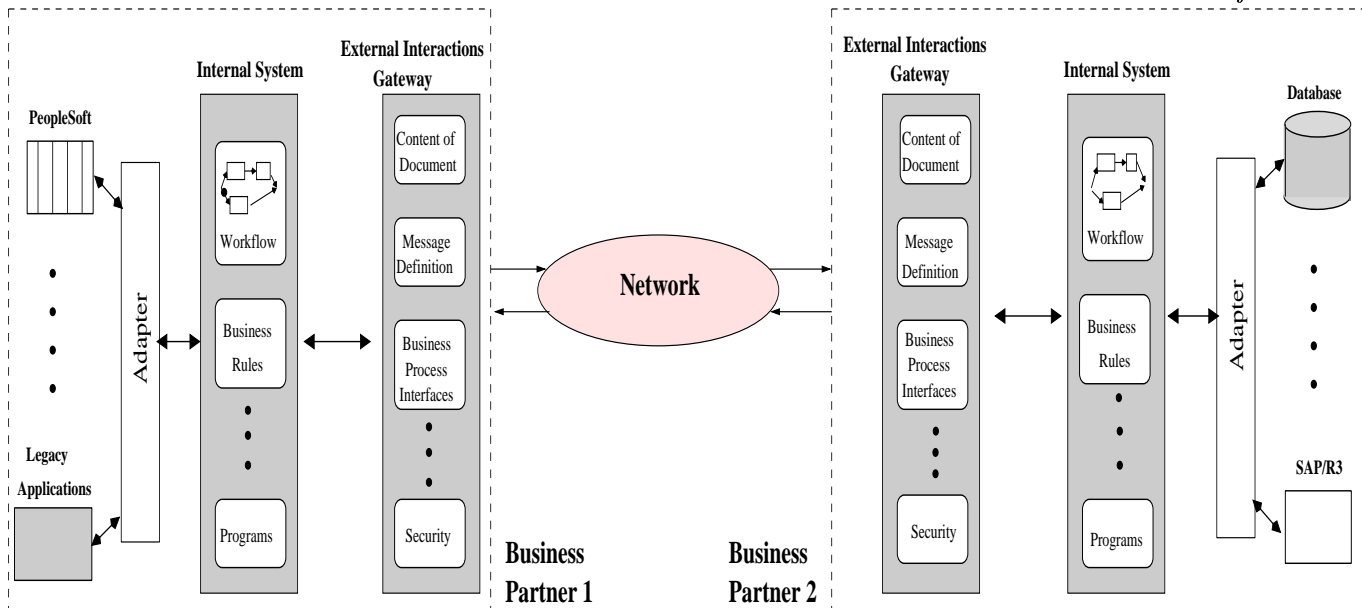 External Interactions
Gateway
Internal System
PeopleSoft
Content of
Document
Workflow
Message
Definition
Adapter
Business
Rules
Business
Process
Interfaces
Legacy
Applications
Programs
Security
Business
Partner 1
Network
Business
Partner 2
External Interactions
Gateway
Internal System
Database
Content of
Document
Workflow
Message
Definition
Adapter
Business
Rules
Business
Process
Interfaces
SAP/R3
Security
Programs